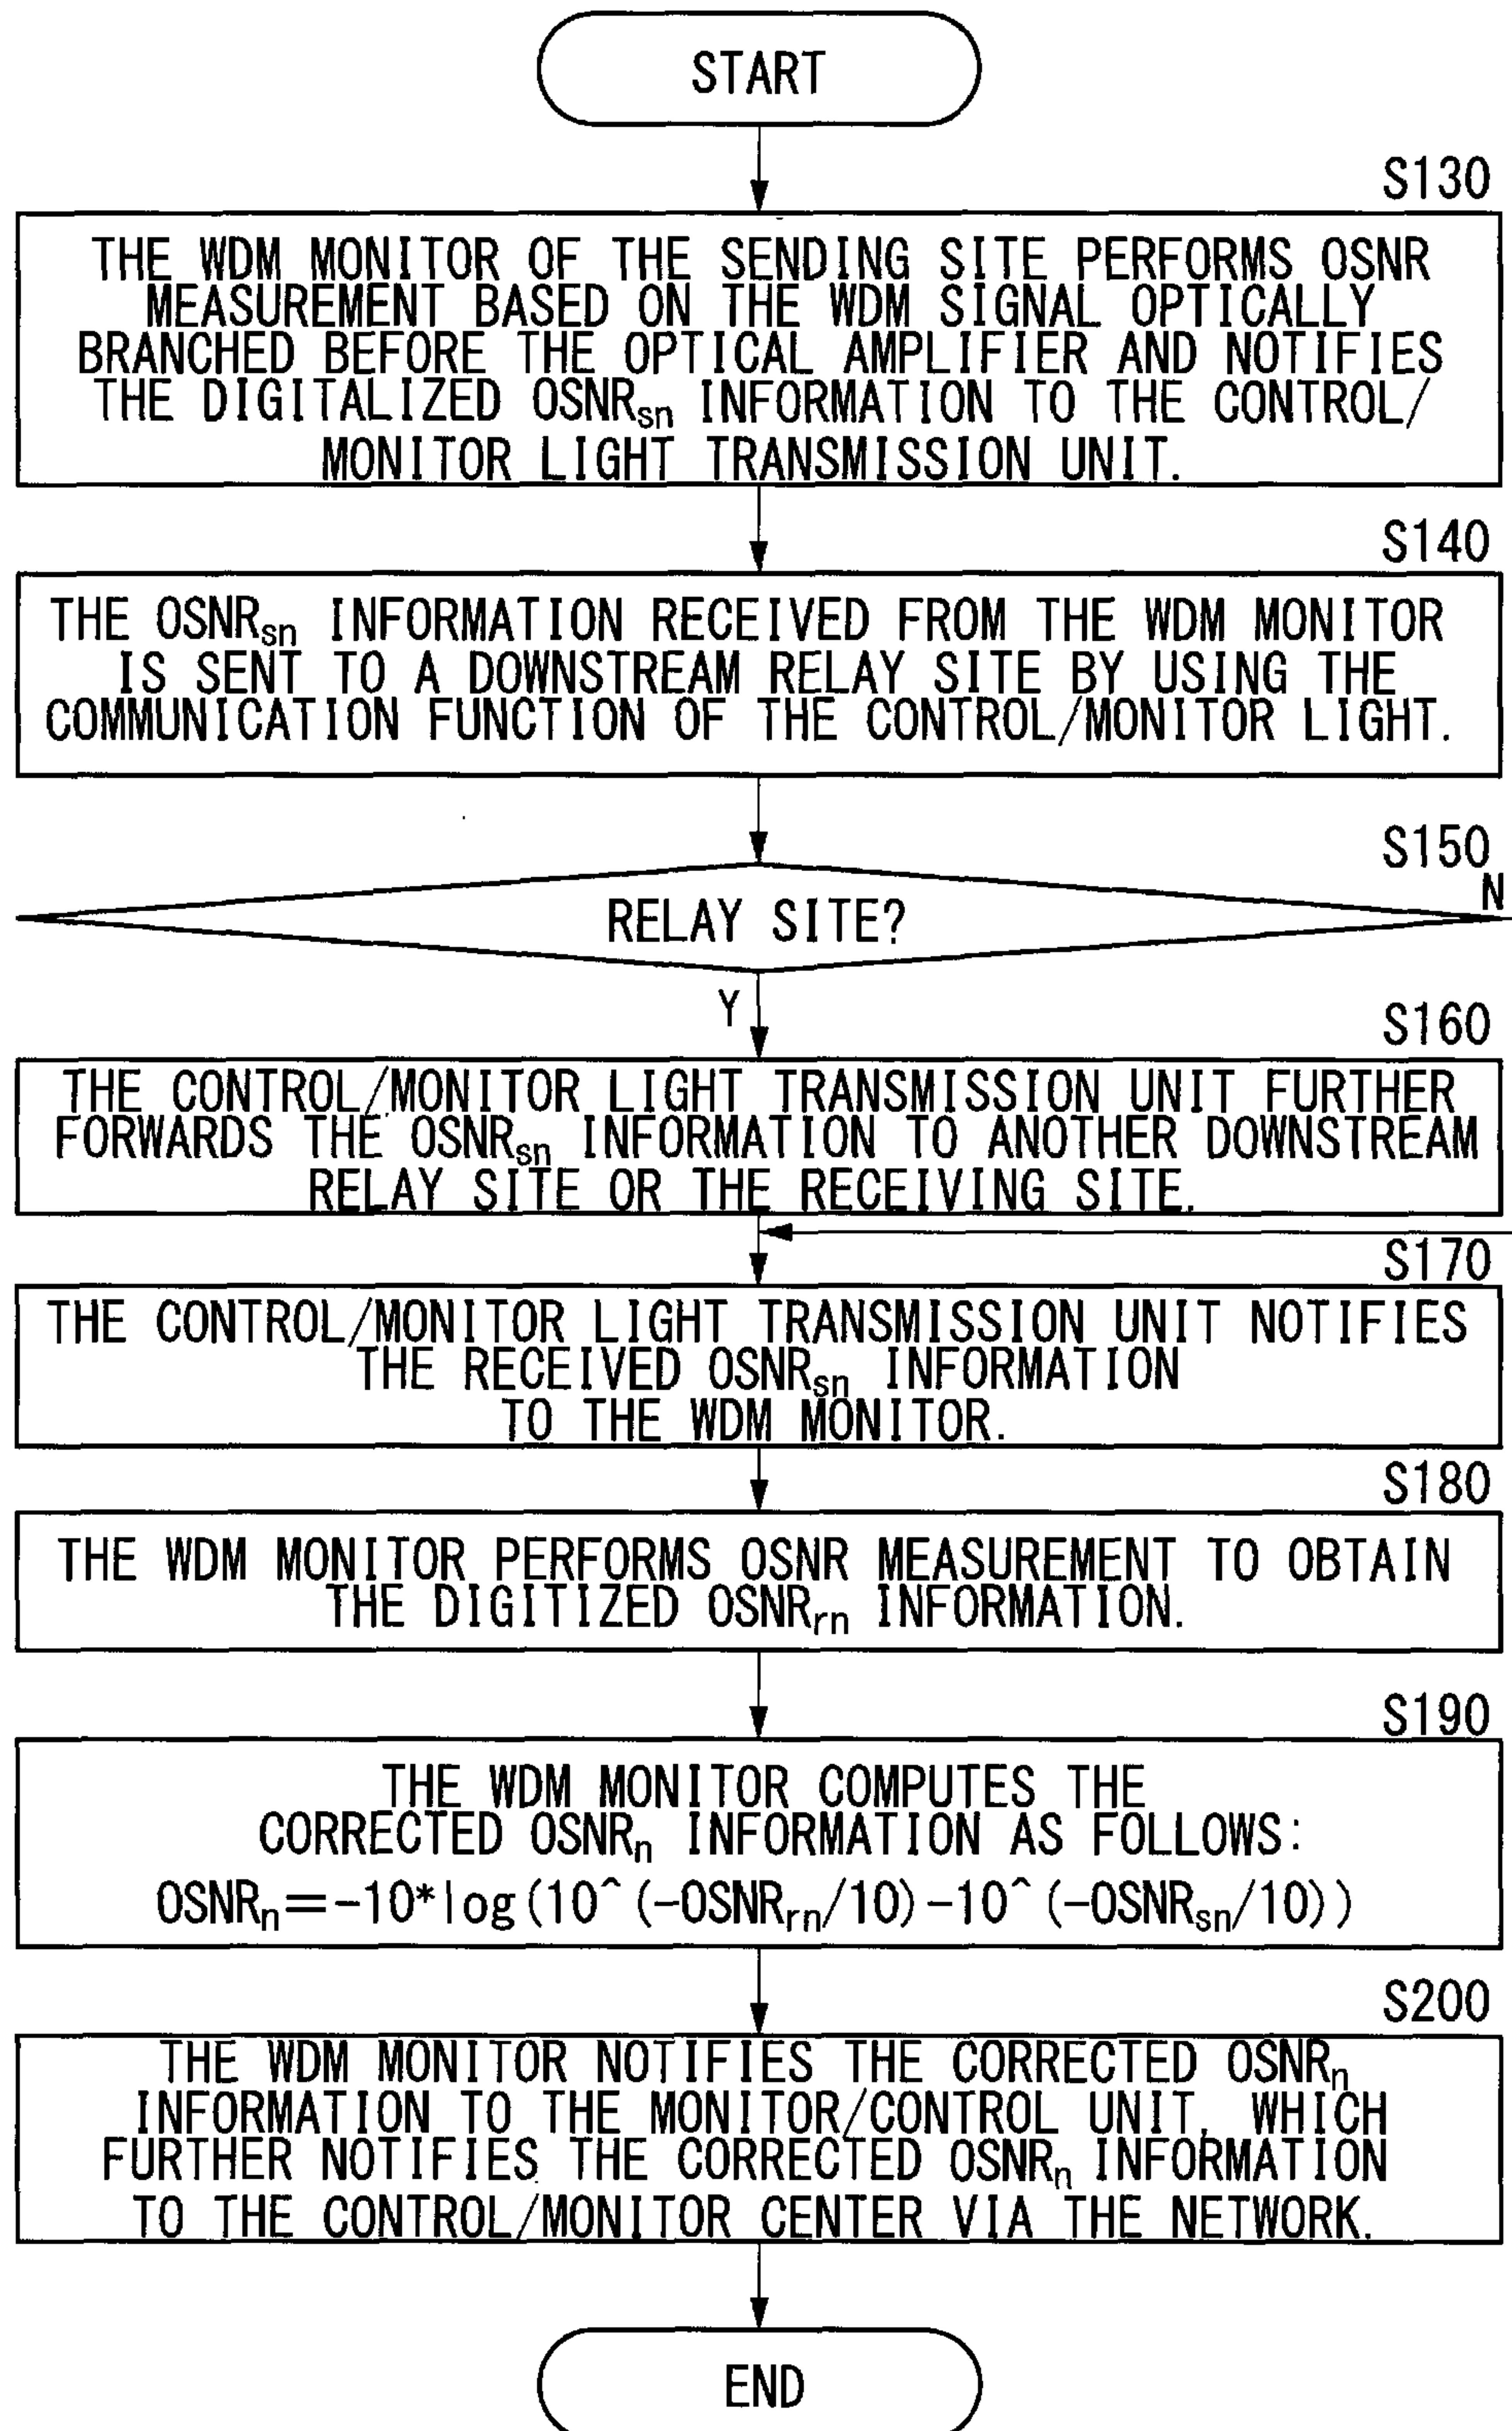 START
S130
THE WDM MONITOR OF THE SENDING SITE PERFORMS OSNR
MEASUREMENT BASED ON THE WDM SIGNAL OPTICALLY
BRANCHED BEFORE THE OPTICAL AMPLIFIER AND NOTIFIES
THE DIGITALIZED OSNRsn INFORMATION TO THE CONTROL/
MONITOR LIGHT TRANSMISSION UNIT.
S140
THE OSNRsn INFORMATION RECEIVED FROM THE WDM MONITOR
IS SENT TO A DOWNSTREAM RELAY SITE BY USING THE
COMMUNICATION FUNCTION OF THE CONTROL/MONITOR LIGHT.
S150
N
RELAY SITE?
Y
S160
THE CONTROL/MONITOR LIGHT TRANSMISSION UNIT FURTHER
FORWARDS THE OSNRsn INFORMATION TO ANOTHER DOWNSTREAM
RELAY SITE OR THE RECEIVING SITE.
S170
THE CONTROL/MONITOR LIGHT TRANSMISSION UNIT NOTIFIES
THE RECEIVED OSNRsn INFORMATION
TO THE WDM MONITOR.
S180
THE WDM MONITOR PERFORMS OSNR MEASUREMENT TO OBTAIN
THE DIGITIZED OSNRrn INFORMATION.
S190
THE WDM MONITOR COMPUTES THE
CORRECTED OSNRn INFORMATION AS FOLLOWS:
OSNRn=-10*log(10^(-OSNRrn/10)-10^(-OSNRsn/10))
S200
THE WDM MONITOR NOTIFIES THE CORRECTED OSNRn
INFORMATION TO THE MONITOR/CONTROL UNIT, WHICH
FURTHER NOTIFIES THE CORRECTED OSNRn INFORMATION
TO THE CONTROL/MONITOR CENTER VIA THE NETWORK.
END